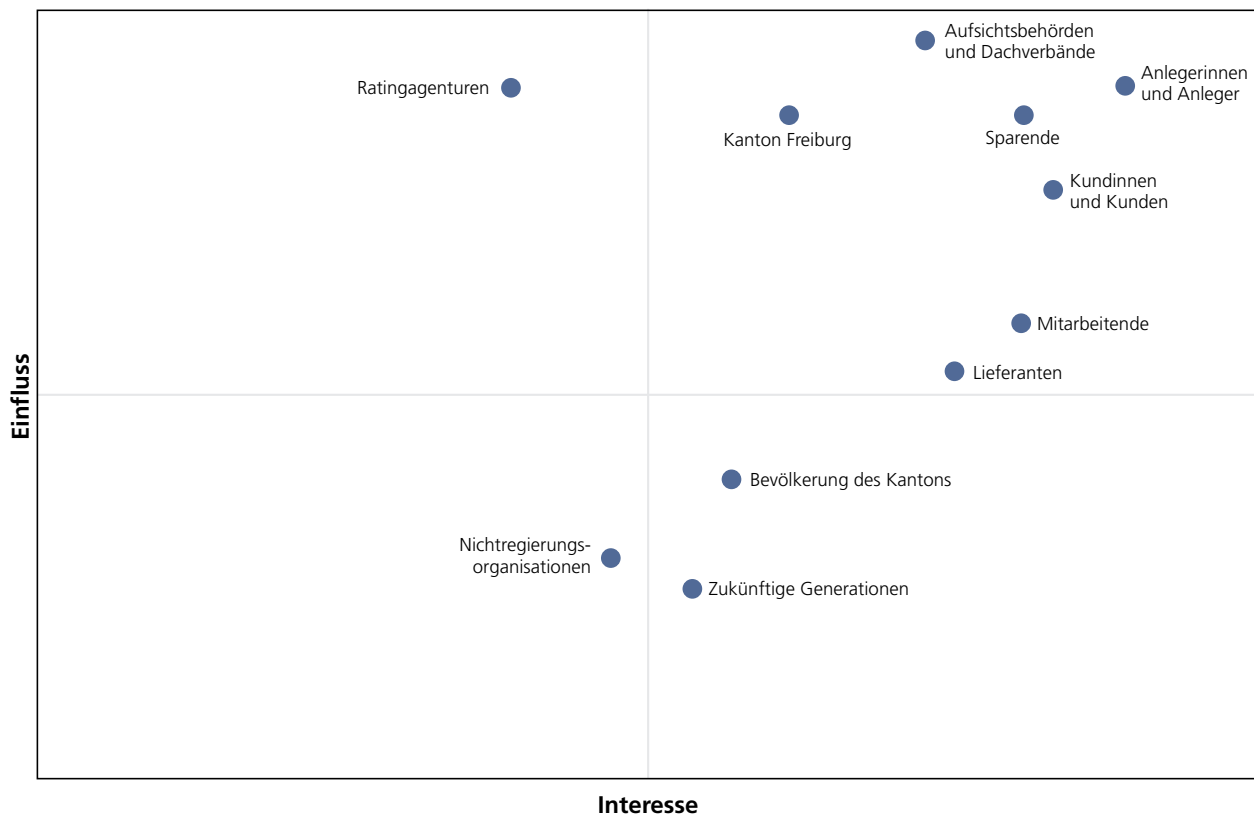 Aufsichtsbehörden
und Dachverbände
Anlegerinnen
und Anleger
Ratingagenturen
Kanton Freiburg
Sparende
Kundinnen
und Kunden
Mitarbeitende
Lieferanten
Einfluss
Bevölkerung des Kantons
Nichtregierungs-
organisationen
Zukünftige Generationen
Interesse